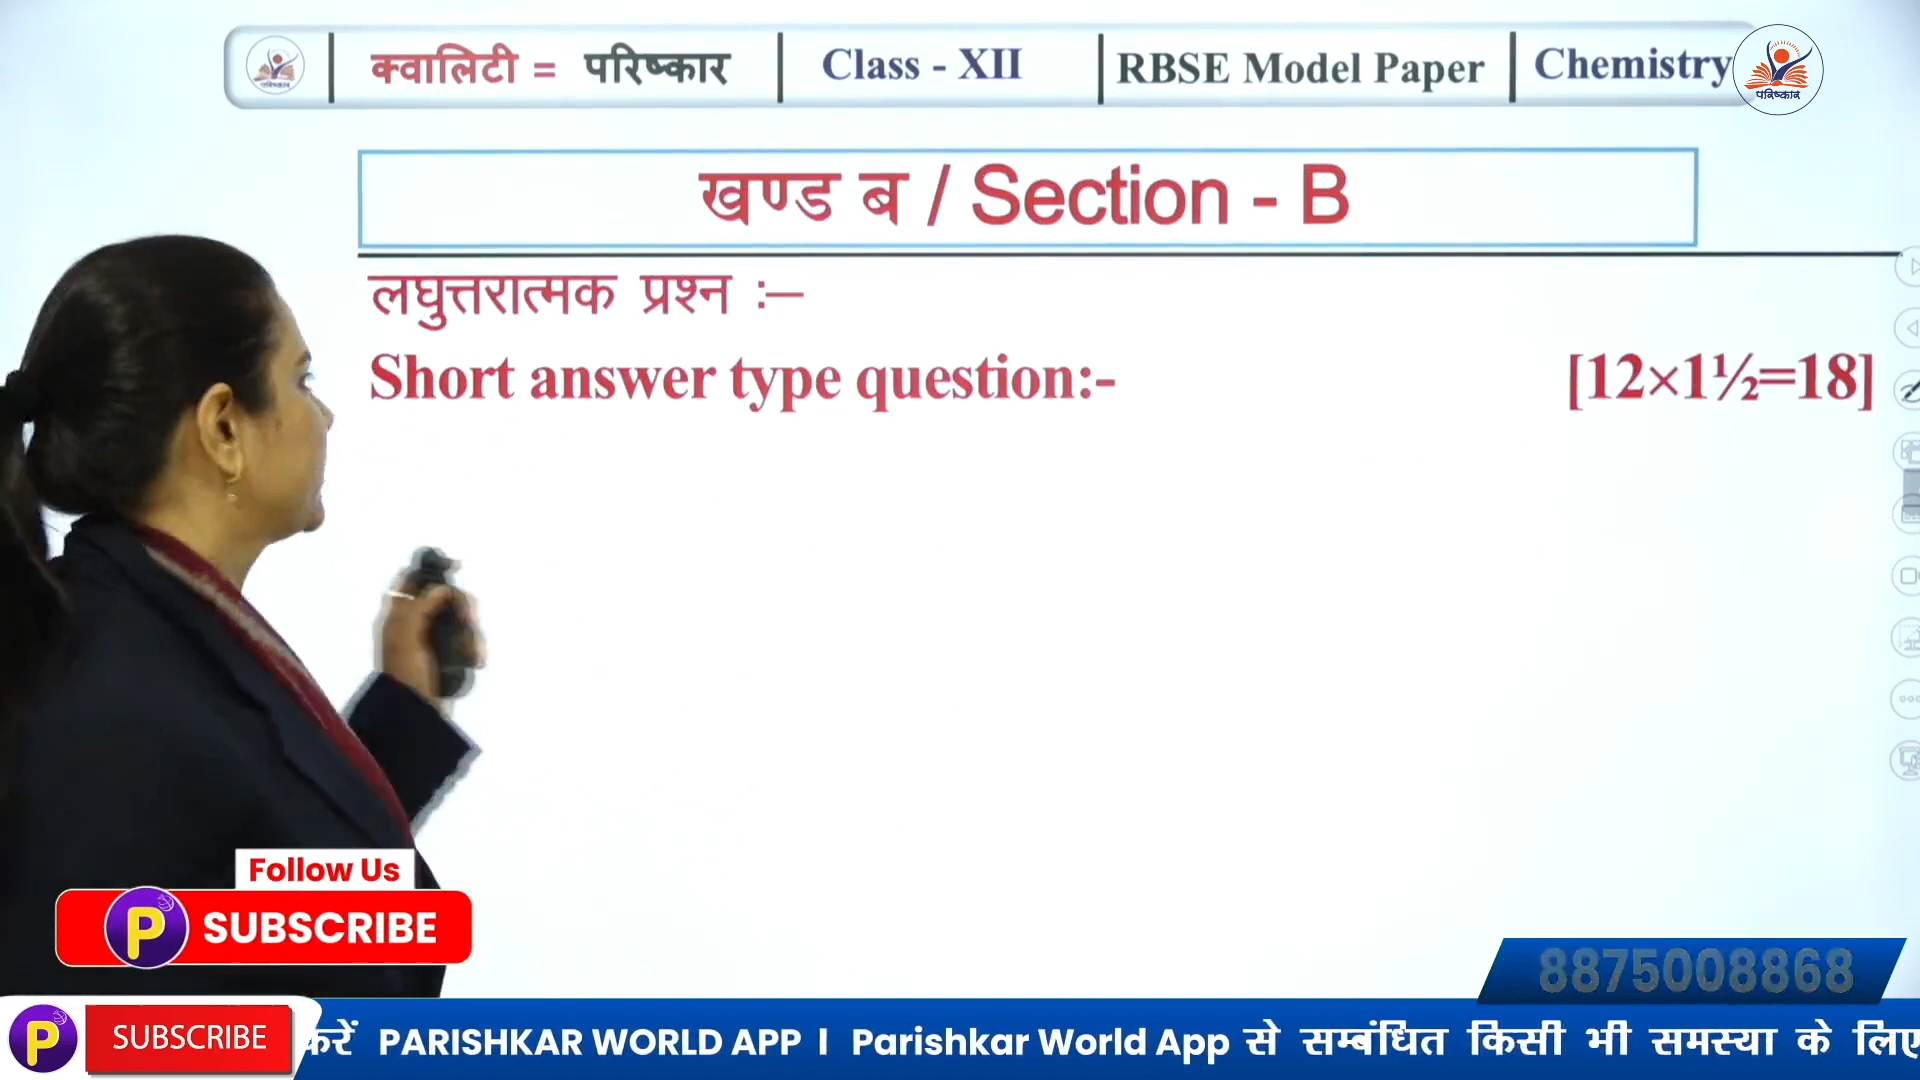 क्वालिटी = परिष्कार | Class - XII | RBSE Model Paper | Chemistry
परिष्कार
परिष्कार
खण्ड ब / Section - B
लघुत्तरात्मक प्रश्न :–
Short answer type question:- [12×1½=18]
Follow Us
P SUBSCRIBE
8875008868
P SUBSCRIBE करें PARISHKAR WORLD APP I Parishkar World App से सम्बंधित किसी भी समस्या के लिए